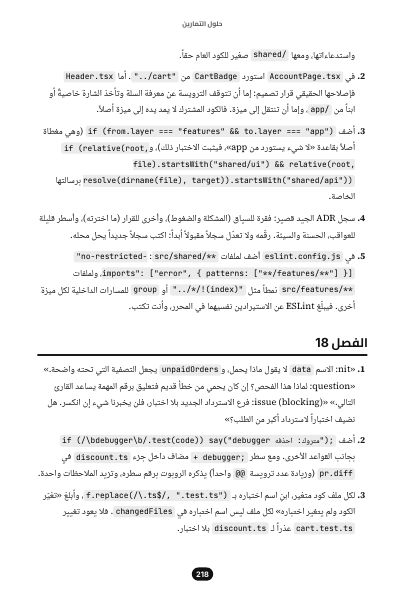 حلول التمارين
واستدعاءاتها، ومعها shared/ صغير للكود العام حقاً.
2. في AccountPage.tsx استورد CartBadge من "../cart". أما Header.tsx
فإصلاحها الحقيقي قرار تصميم: إما أن تتوقف الترويسة عن معرفة السلة وتأخذ الشارة خاصيةً أو
ابناً من app/، وإما أن تنتقل إلى ميزة. فالكود المشترك لا يمد يده إلى ميزة أصلاً.
3. أضف if (from.layer === "features" && to.layer === "app") (وهي مغطاة
أصلاً بقاعدة «لا شيء يستورد من app»، فيثبت الاختبار ذلك)، و if (relative(root,
file).startsWith("shared/ui") && relative(root,
resolve(dirname(file), target)).startsWith("shared/api")) برسالتها
الخاصة.
4. سجل ADR الجيد قصير: فقرة للسياق (المشكلة والضغوط)، وأخرى للقرار (ما اخترته)، وأسطر قليلة
للعواقب، الحسنة والسيئة. رقّمه ولا تعدّل سجلاً مقبولاً أبداً: اكتب سجلاً جديداً يحل محله.
5. في eslint.config.js أضف لملفات src/shared/** : "no-restricted-
imports": ["error", { patterns: ["**/features/**"] }]، ولملفات
src/features/** نمطاً مثل "../*/!(index)" أو group للمسارات الداخلية لكل ميزة
أخرى. فيبلّغ ESLint عن الاستيرادين نفسيهما في المحرر، وأنت تكتب.
الفصل 18
1. «nit: الاسم data لا يقول ماذا يحمل، و unpaidOrders يجعل التصفية التي تحته واضحة.»
«question: لماذا هذا الفحص؟ إن كان يحمي من خطأ قديم فتعليق برقم المهمة يساعد القارئ
التالي.» «issue (blocking): فرع الاسترداد الجديد بلا اختبار، فلن يخبرنا شيء إن انكسر. هل
نضيف اختباراً لاسترداد أكبر من الطلب؟»
2. أضف if (/\bdebugger\b/.test(code)) say("debugger متروك: احذفه");
بجانب القواعد الأخرى. ومع سطر + debugger; مضاف داخل جزء discount.ts في
pr.diff (وزيادة عدد ترويسة @@ واحداً) يذكره الروبوت برقم سطره، وتزيد الملاحظات واحدة.
3. لكل ملف كود متغير، ابنِ اسم اختباره بـ f.replace(/\.ts$/, ".test.ts")، وأبلغ «تغيّر
الكود ولم يتغير اختباره» لكل ملف ليس اسم اختباره في changedFiles. فلا يعود تغيير
cart.test.ts عذراً لـ discount.ts بلا اختبار.
218